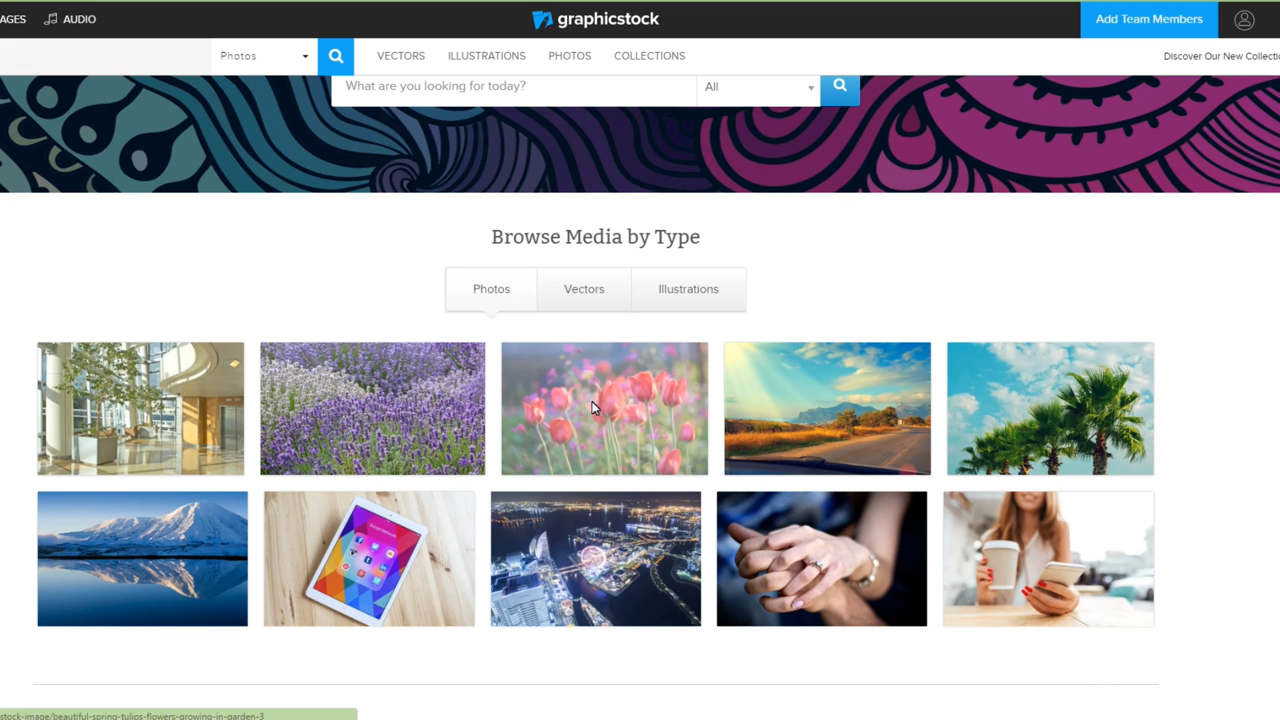 AGES AUDIO graphicstock Add Team Members
Photos VECTORS ILLUSTRATIONS PHOTOS COLLECTIONS Discover Our New Collectio
What are you looking for today? All
Browse Media by Type
Photos Vectors Illustrations
stock-image/beautiful-spring-tulips-flowers-growing-in-garden-3